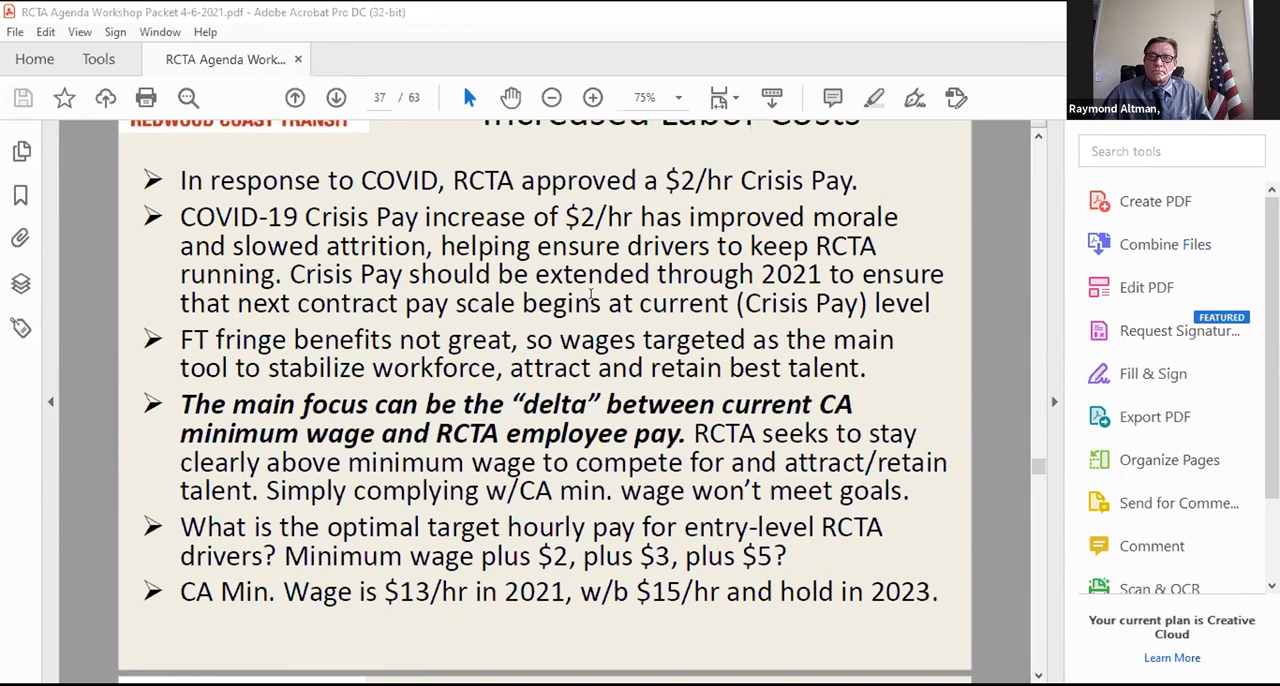 RCTA Agenda Workshop Packet 4-6-2021.pdf - Adobe Acrobat Pro DC (32-bit)
File Edit View Sign Window Help
Home Tools RCTA Agenda Work... ×
37 / 63 75%
Raymond Altman,
REDWOOD COAST TRANSIT
Increased Labor Costs
➢ In response to COVID, RCTA approved a $2/hr Crisis Pay.
➢ COVID-19 Crisis Pay increase of $2/hr has improved morale
and slowed attrition, helping ensure drivers to keep RCTA
running. Crisis Pay should be extended through 2021 to ensure
that next contract pay scale begins at current (Crisis Pay) level
➢ FT fringe benefits not great, so wages targeted as the main
tool to stabilize workforce, attract and retain best talent.
➢ The main focus can be the “delta” between current CA
minimum wage and RCTA employee pay. RCTA seeks to stay
clearly above minimum wage to compete for and attract/retain
talent. Simply complying w/CA min. wage won’t meet goals.
➢ What is the optimal target hourly pay for entry-level RCTA
drivers? Minimum wage plus $2, plus $3, plus $5?
➢ CA Min. Wage is $13/hr in 2021, w/b $15/hr and hold in 2023.
Search tools
Create PDF
Combine Files
Edit PDF
FEATURED
Request Signatur...
Fill & Sign
Export PDF
Organize Pages
Send for Comme...
Comment
Scan & OCR
Your current plan is Creative
Cloud
Learn More